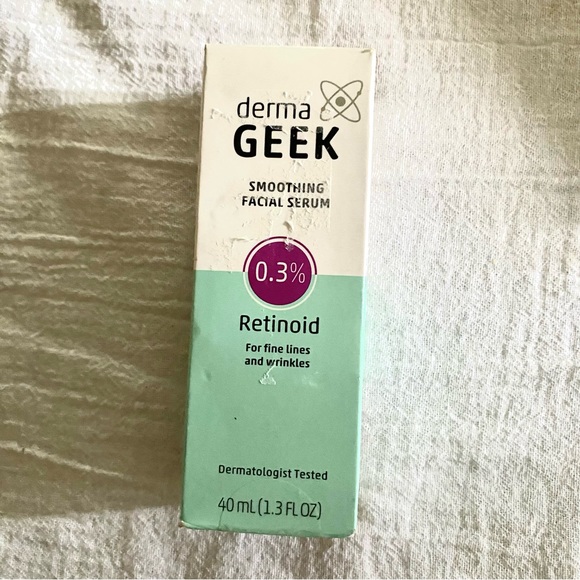 derma
GEEK
SMOOTHING
FACIAL SERUM
0.3%
Retinoid
For fine lines
and wrinkles
Dermatologist Tested
40 mL (1.3 FL OZ)